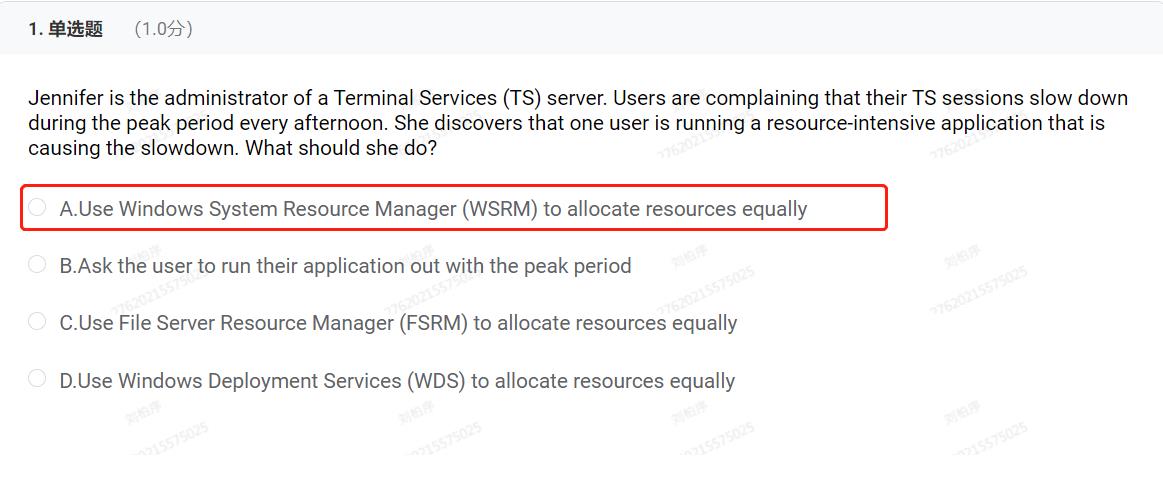 1. 单选题 (1.0分)
Jennifer is the administrator of a Terminal Services (TS) server. Users are complaining that their TS sessions slow down
during the peak period every afternoon. She discovers that one user is running a resource-intensive application that is
causing the slowdown. What should she do?
A.Use Windows System Resource Manager (WSRM) to allocate resources equally
B.Ask the user to run their application out with the peak period
C.Use File Server Resource Manager (FSRM) to allocate resources equally
D.Use Windows Deployment Services (WDS) to allocate resources equally